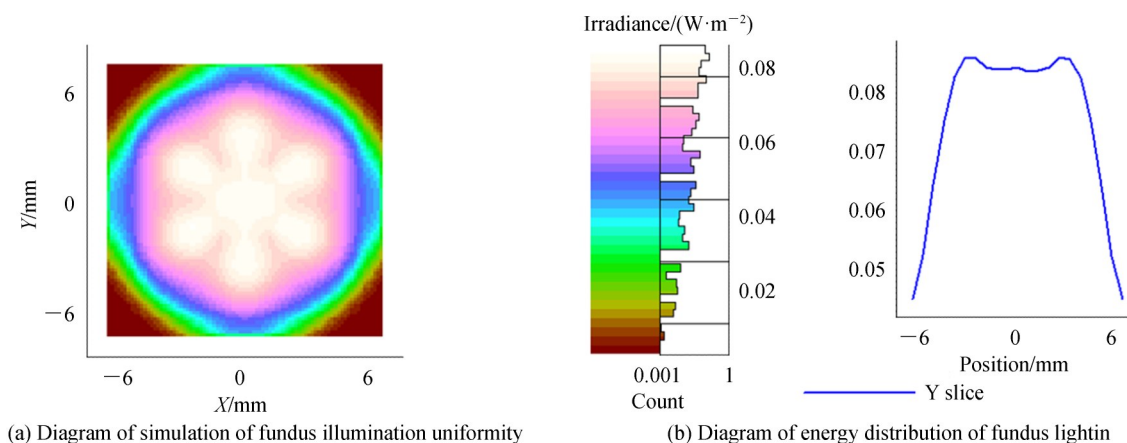 6
0
−6
Y/mm
−6 0 6
X/mm
(a) Diagram of simulation of fundus illumination uniformity
Irradiance/(W·m−2)
0.08
0.06
0.04
0.02
0.001 1
Count
0.08
0.07
0.06
0.05
−6 0 6
Position/mm
Y slice
(b) Diagram of energy distribution of fundus lightin